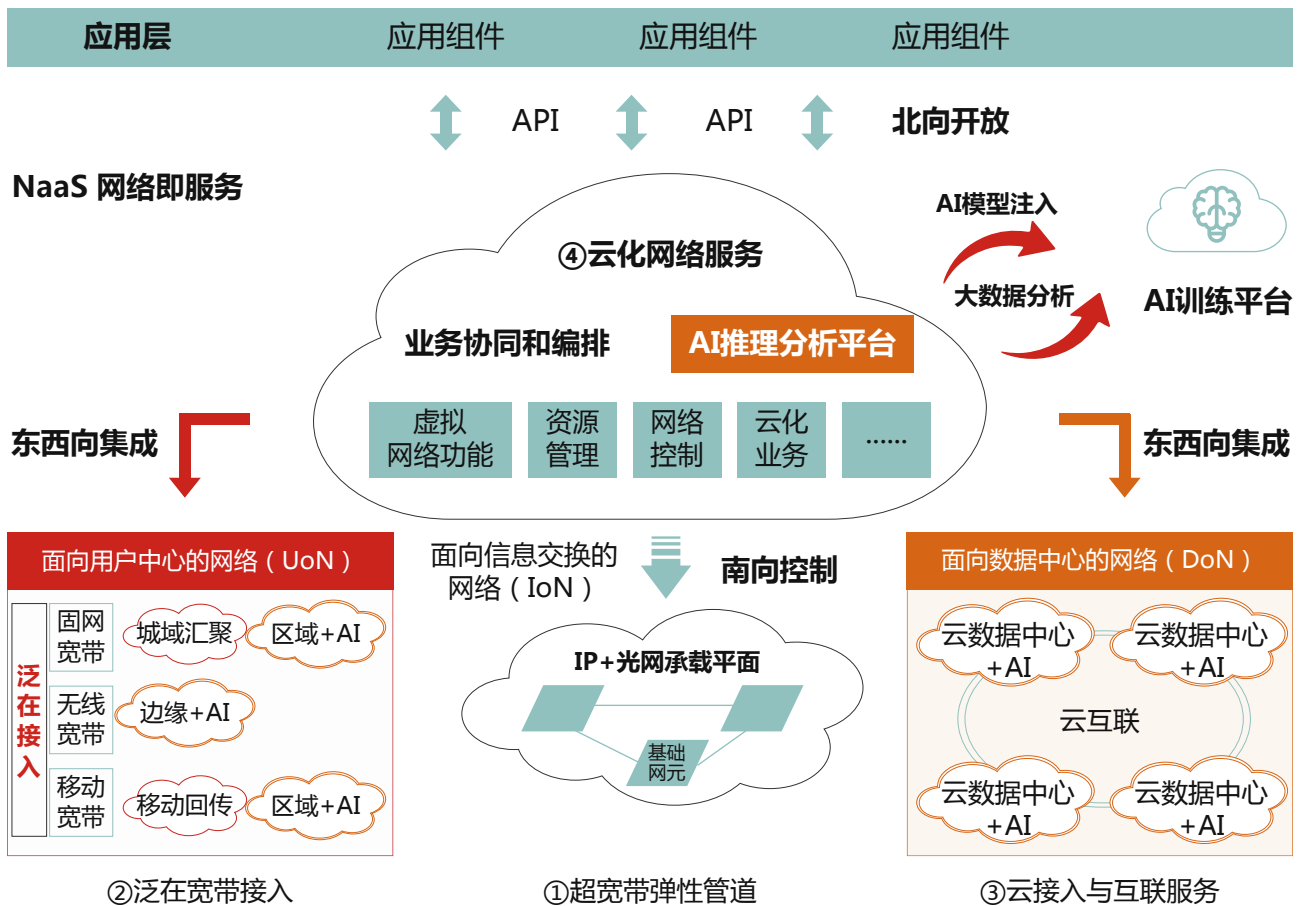 应用层 应用组件 应用组件 应用组件
API API 北向开放
NaaS 网络即服务
④云化网络服务
业务协同和编排
AI推理分析平台
虚拟
网络功能
资源
管理
网络
控制
云化
业务
······
AI模型注入
大数据分析
AI训练平台
东西向集成
东西向集成
面向用户中心的网络（UoN）
泛在接入
固网
宽带
城域汇聚
区域+AI
无线
宽带
边缘+AI
移动
宽带
移动回传
区域+AI
②泛在宽带接入
面向信息交换的
网络（IoN）
南向控制
IP+光网承载平面
基础
网元
①超宽带弹性管道
面向数据中心的网络（DoN）
云数据中心
+AI
云数据中心
+AI
云互联
云数据中心
+AI
云数据中心
+AI
③云接入与互联服务